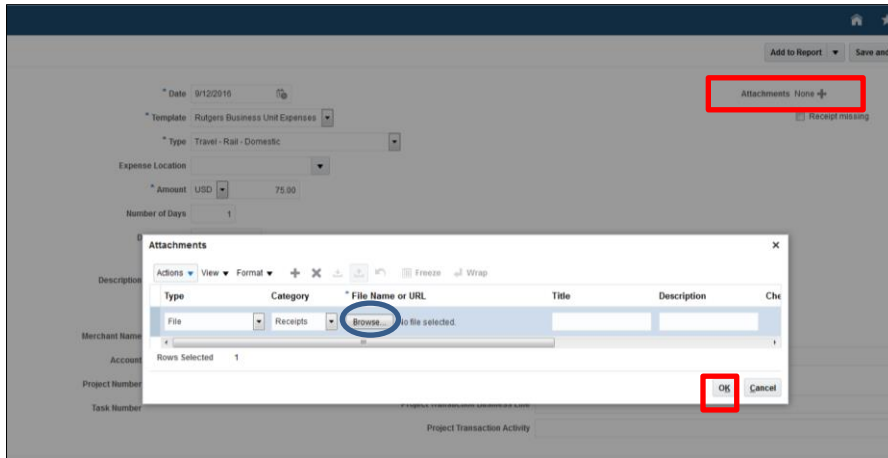 Add to Report Save and
* Date 9/12/2016 Attachments None
* Template Rutgers Business Unit Expenses Receipt missing
* Type Travel - Rail - Domestic
Expense Location
* Amount USD 75.00
Number of Days 1
D
Attachments
Actions View Format Freeze Wrap
Description
Type Category * File Name or URL Title Description Che
File Receipts Browse... No file selected.
Merchant Name
Rows Selected 1
Account
OK Cancel
Project Number
Task Number Project Transaction Business Line
Project Transaction Activity